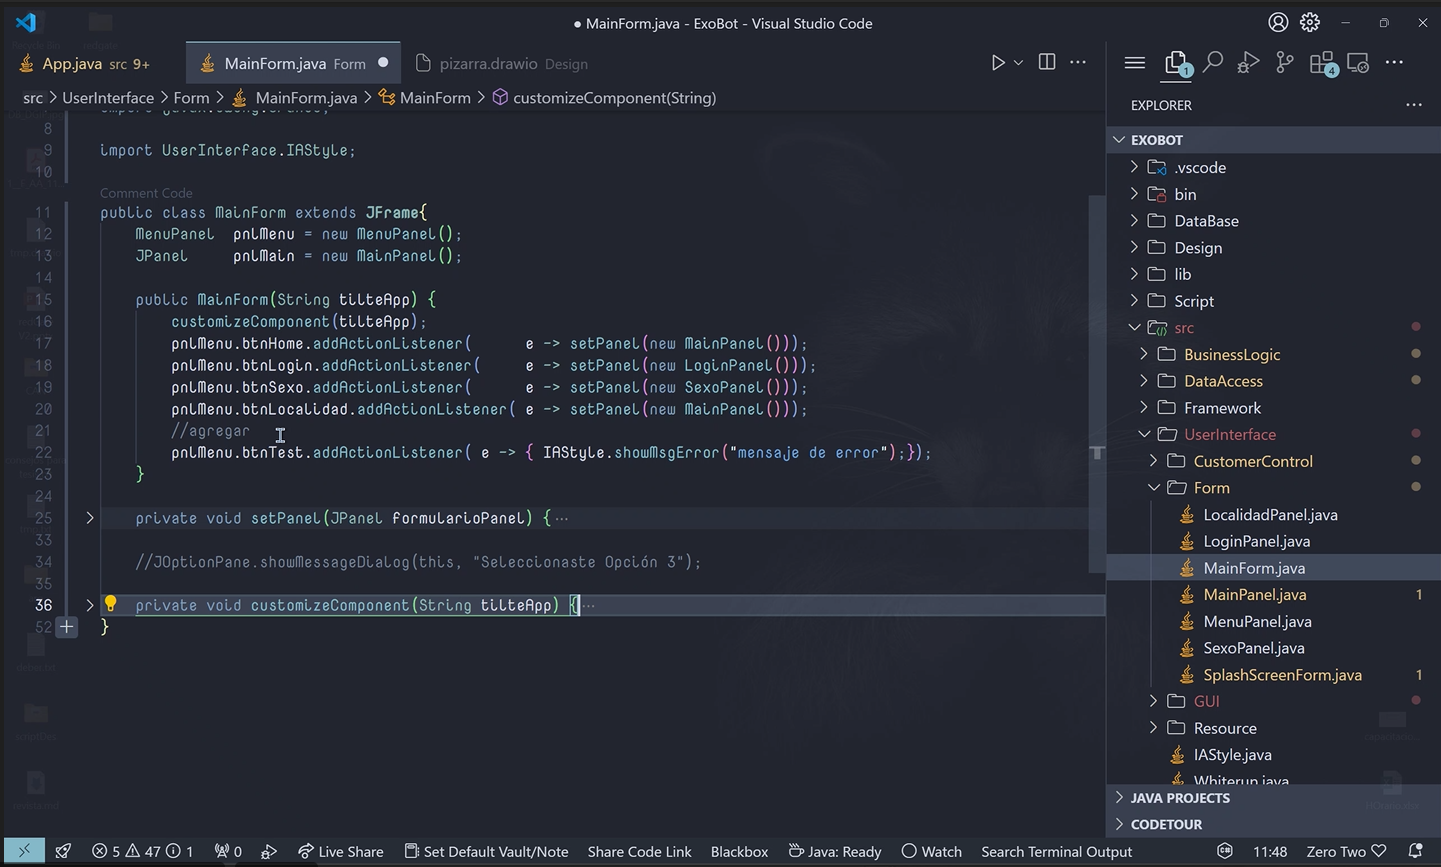 ● MainForm.java - ExoBot - Visual Studio Code
App.java src 9+
MainForm.java Form ●
pizarra.drawio Design
src > UserInterface > Form > MainForm.java > MainForm > customizeComponent(String)
8
9 import UserInterface.IAStyle;
10
Comment Code
11 public class MainForm extends JFrame{
12 MenuPanel pnlMenu = new MenuPanel();
13 JPanel pnlMain = new MainPanel();
14
15 public MainForm(String tilteApp) {
16 customizeComponent(tilteApp);
17 pnlMenu.btnHome.addActionListener( e -> setPanel(new MainPanel()));
18 pnlMenu.btnLogin.addActionListener( e -> setPanel(new LoginPanel()));
19 pnlMenu.btnSexo.addActionListener( e -> setPanel(new SexoPanel()));
20 pnlMenu.btnLocalidad.addActionListener( e -> setPanel(new MainPanel()));
21 //agregar
22 pnlMenu.btnTest.addActionListener( e -> { IAStyle.showMsgError("mensaje de error");});
23 }
24
25 private void setPanel(JPanel formularioPanel) { ···
33
34 //JOptionPane.showMessageDialog(this, "Seleccionaste Opción 3");
35
36 private void customizeComponent(String tilteApp) { ···
52 }
1
4
EXPLORER
EXOBOT
.vscode
bin
DataBase
Design
lib
Script
src
BusinessLogic
DataAccess
Framework
UserInterface
CustomerControl
Form
LocalidadPanel.java
LoginPanel.java
MainForm.java
MainPanel.java 1
MenuPanel.java
SexoPanel.java
SplashScreenForm.java 1
GUI
Resource
IAStyle.java
Whiterup.java
JAVA PROJECTS
CODETOUR
5 47 1 0 Live Share Set Default Vault/Note Share Code Link Blackbox Java: Ready Watch Search Terminal Output 11:48 Zero Two